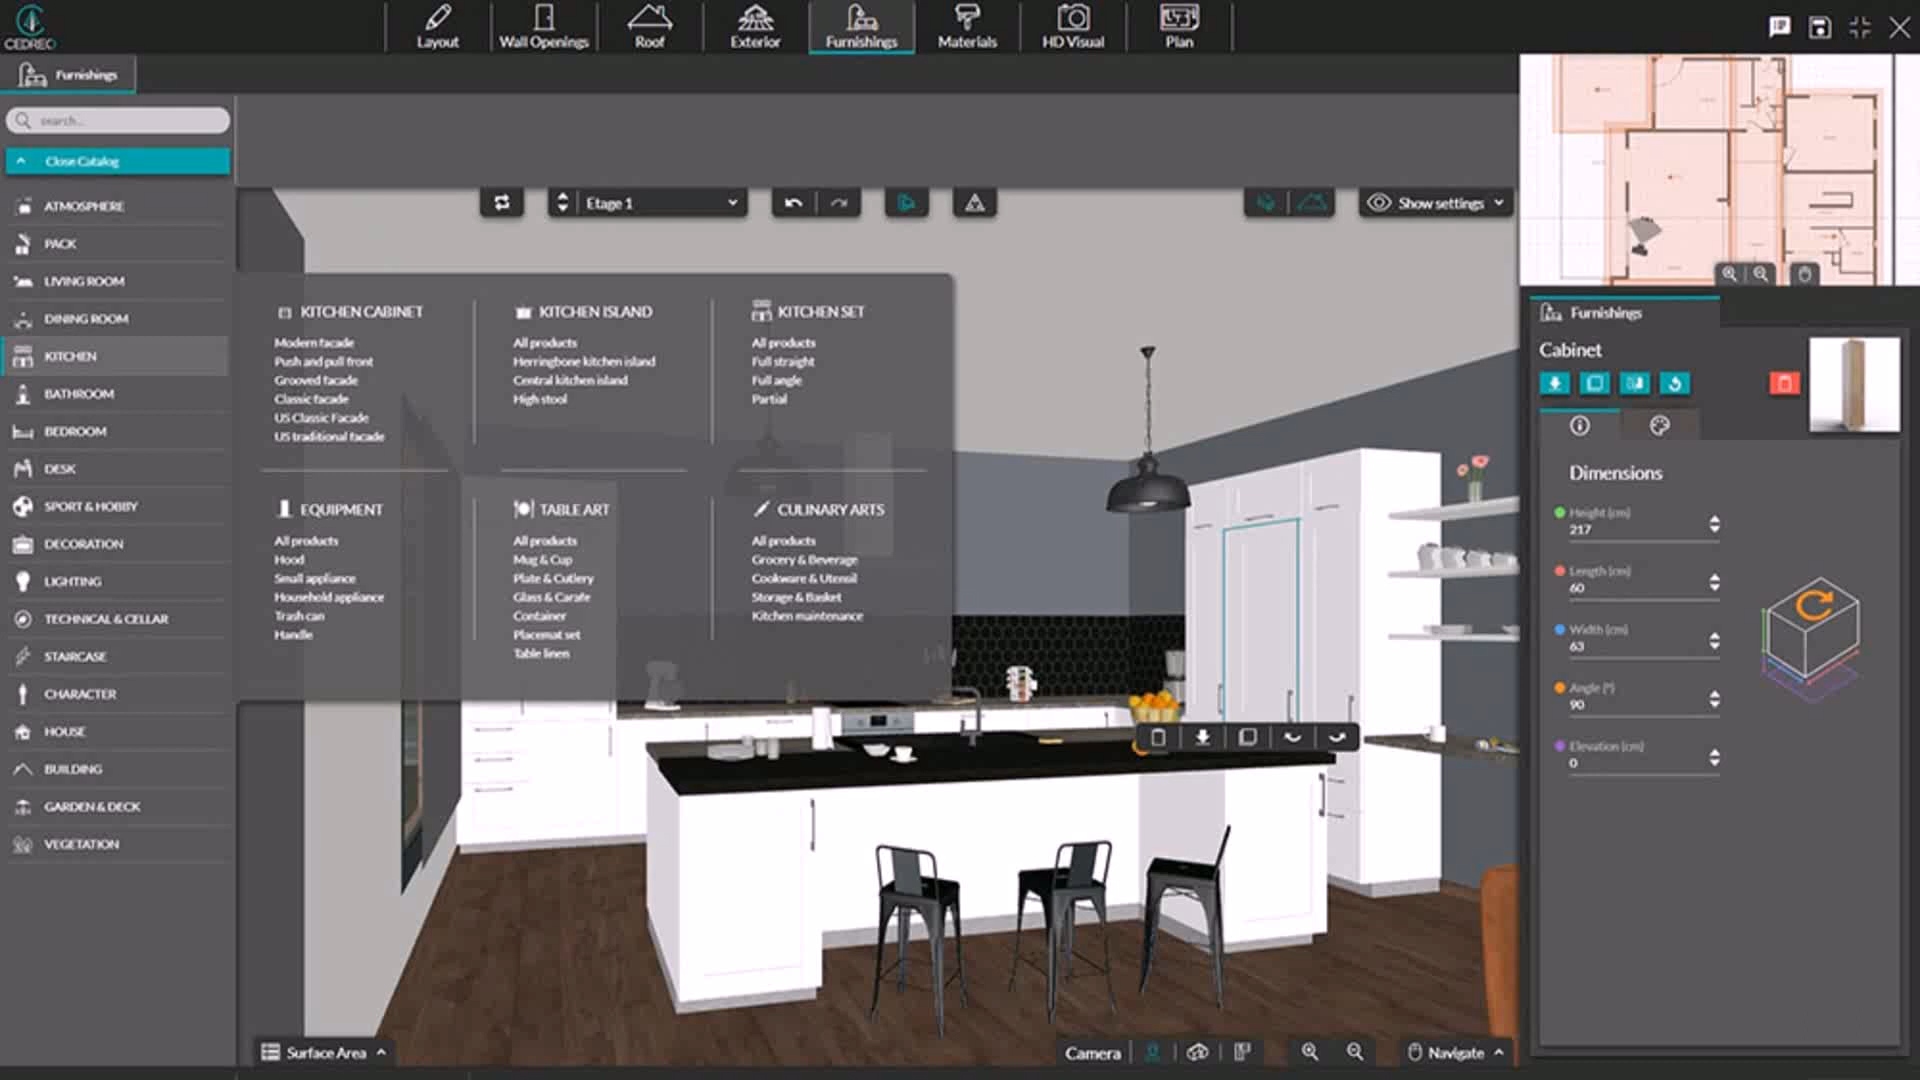 CEDREO
Layout
Wall Openings
Roof
Exterior
Furnishings
Materials
HD Visual
Plan
Furnishings
search...
Close Catalog
ATMOSPHERE
PACK
LIVING ROOM
DINING ROOM
KITCHEN
BATHROOM
BEDROOM
DESK
SPORT & HOBBY
DECORATION
LIGHTING
TECHNICAL & CELLAR
STAIRCASE
CHARACTER
HOUSE
BUILDING
GARDEN & DECK
VEGETATION
Etage 1
Show settings
KITCHEN CABINET
Modern facade
Push and pull front
Grooved facade
Classic facade
US Classic Facade
US traditional facade
KITCHEN ISLAND
All products
Herringbone kitchen island
Central kitchen island
High stool
KITCHEN SET
All products
Full straight
Full angle
Partial
EQUIPMENT
All products
Hood
Small appliance
Household appliance
Trash can
Handle
TABLE ART
All products
Mug & Cup
Plate & Cutlery
Glass & Carafe
Container
Placemat set
Table linen
CULINARY ARTS
All products
Grocery & Beverage
Cookware & Utensil
Storage & Basket
Kitchen maintenance
Furnishings
Cabinet
Dimensions
Height (cm)
217
Length (cm)
60
Width (cm)
63
Angle (°)
90
Elevation (cm)
0
Surface Area
Camera
Navigate